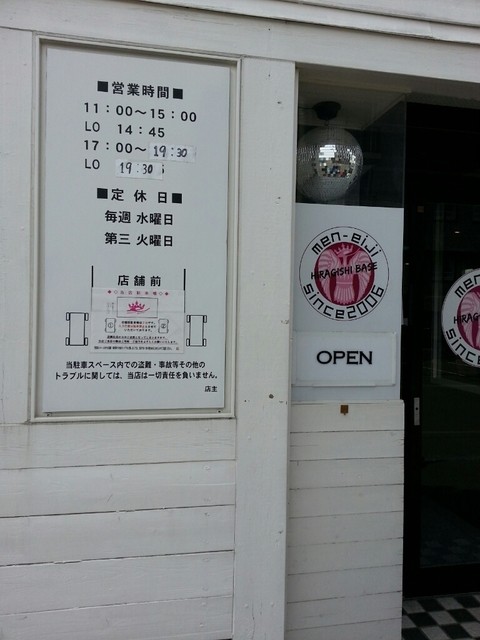 ■営業時間■
11：00～15：00
LO 14：45
17：00～19:30
LO 19:30
■定休日■
毎週 水曜日
第三 火曜日
店舗前
当駐車スペース内での盗難・事故等その他の
トラブルに関しては、当店は一切責任を負いません。
店主
men-eiji
HIRAGISHI BASE
since2006
OPEN